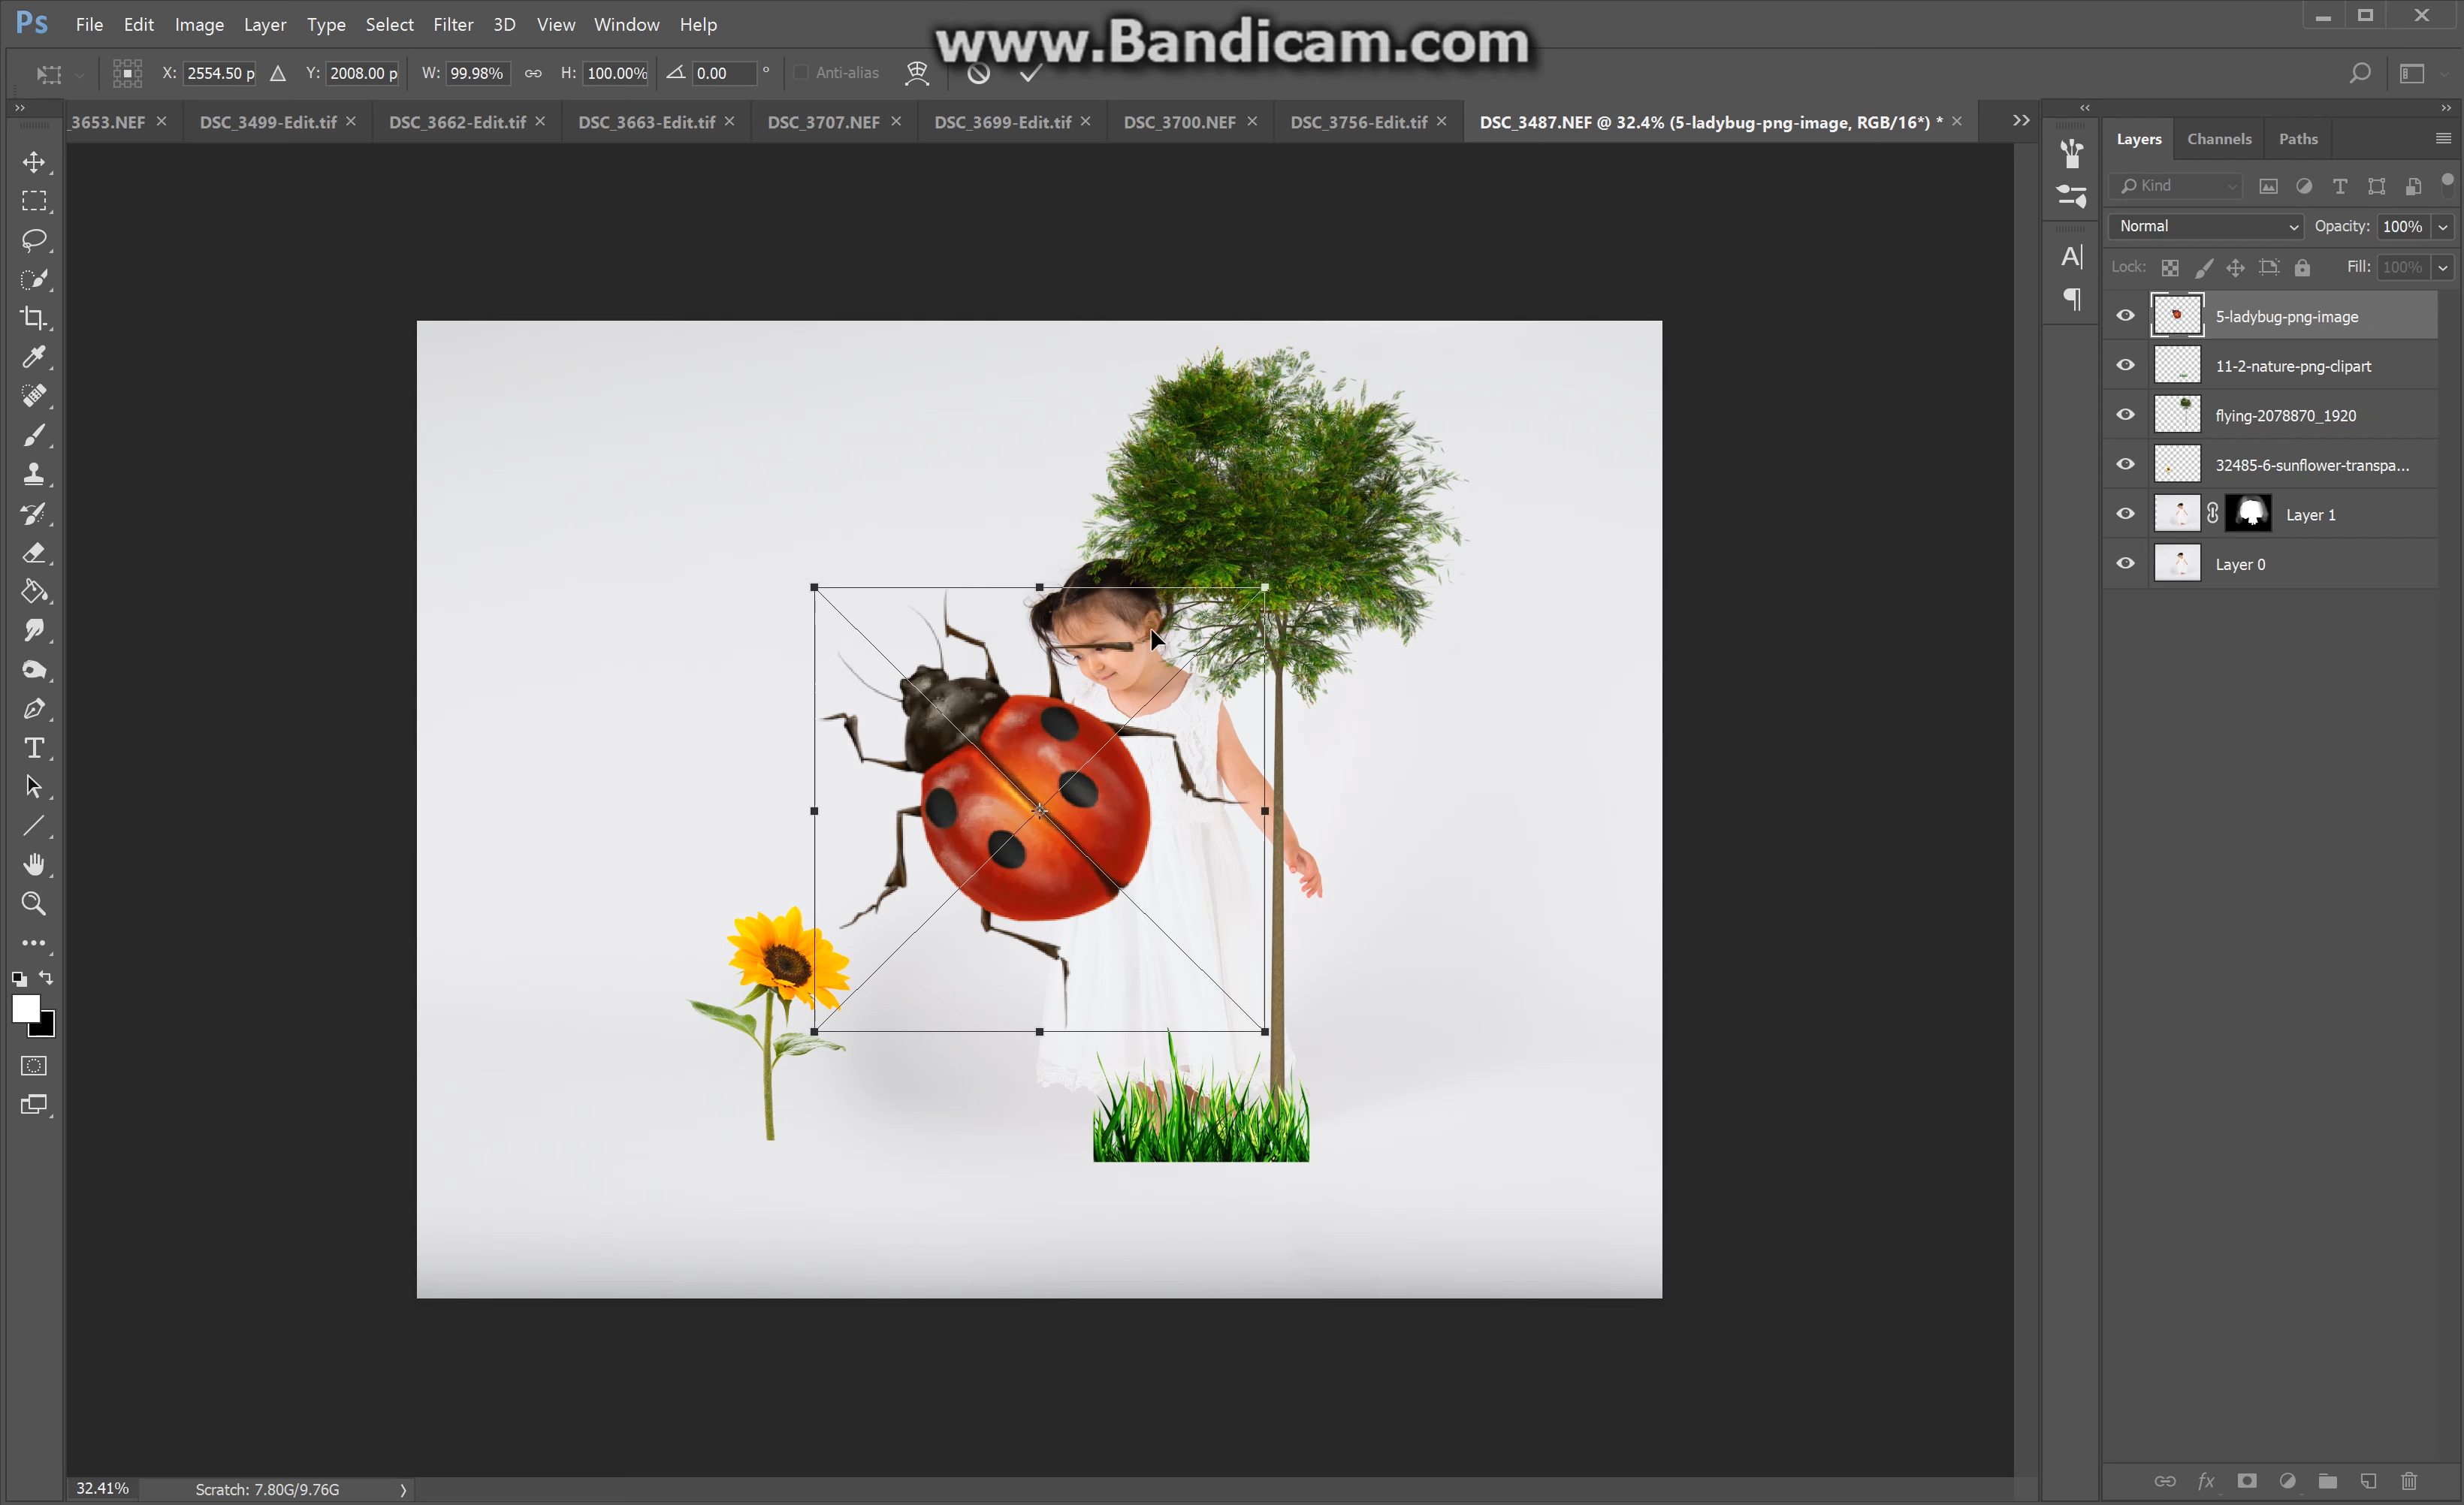 Ps File Edit Image Layer Type Select Filter 3D View Window Help
www.Bandicam.com
X: 2554.50 p Y: 2008.00 p W: 99.98% H: 100.00% 0.00 ° Anti-alias
_3653.NEF × DSC_3499-Edit.tif × DSC_3662-Edit.tif × DSC_3663-Edit.tif × DSC_3707.NEF × DSC_3699-Edit.tif × DSC_3700.NEF × DSC_3756-Edit.tif × DSC_3487.NEF @ 32.4% (5-ladybug-png-image, RGB/16*) * ×
Layers Channels Paths
Kind
Normal Opacity: 100%
Lock: Fill: 100%
5-ladybug-png-image
11-2-nature-png-clipart
flying-2078870_1920
32485-6-sunflower-transpa...
Layer 1
Layer 0
32.41% Scratch: 7.80G/9.76G
fx